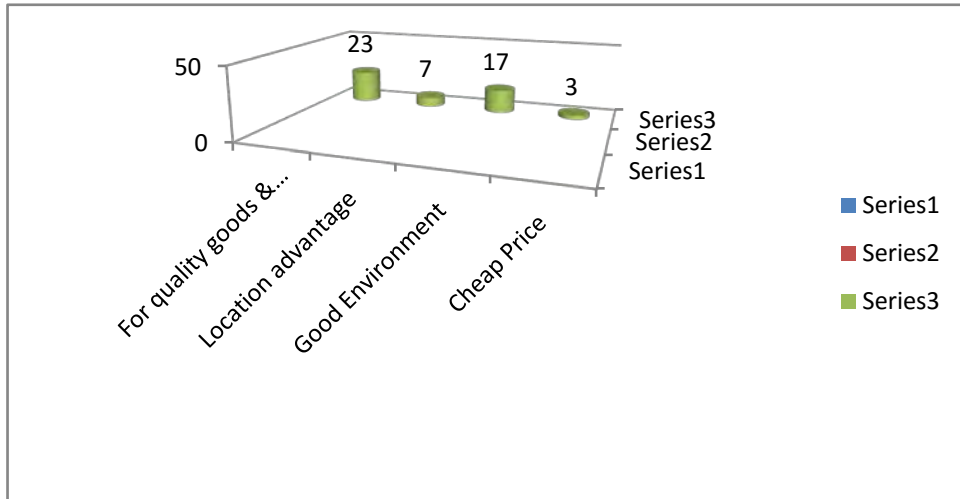 50
0
23
7
17
3
Series3
Series2
Series1
For quality goods &...
Location advantage
Good Environment
Cheap Price
Series1
Series2
Series3